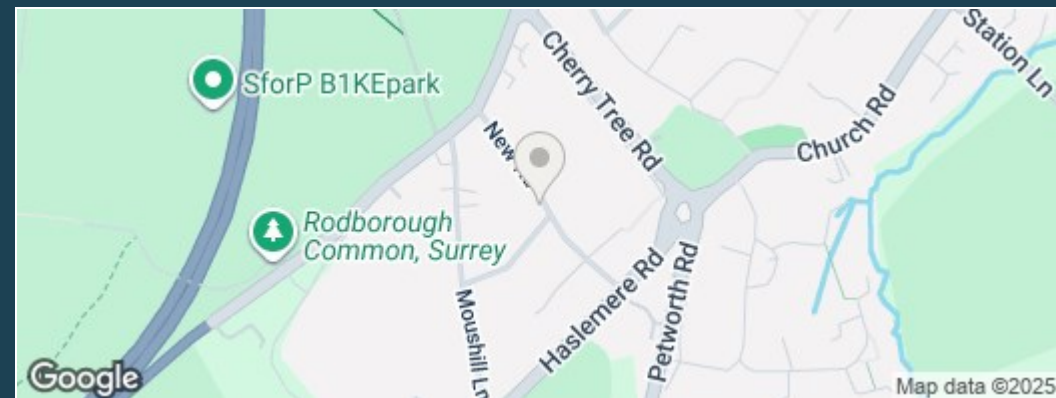 SforP B1KEpark
Cherry Tree Rd
Station Ln
Church Rd
New
Rodborough
Common, Surrey
Haslemere Rd
Petworth Rd
Moushill Ln
Google
Map data ©2025